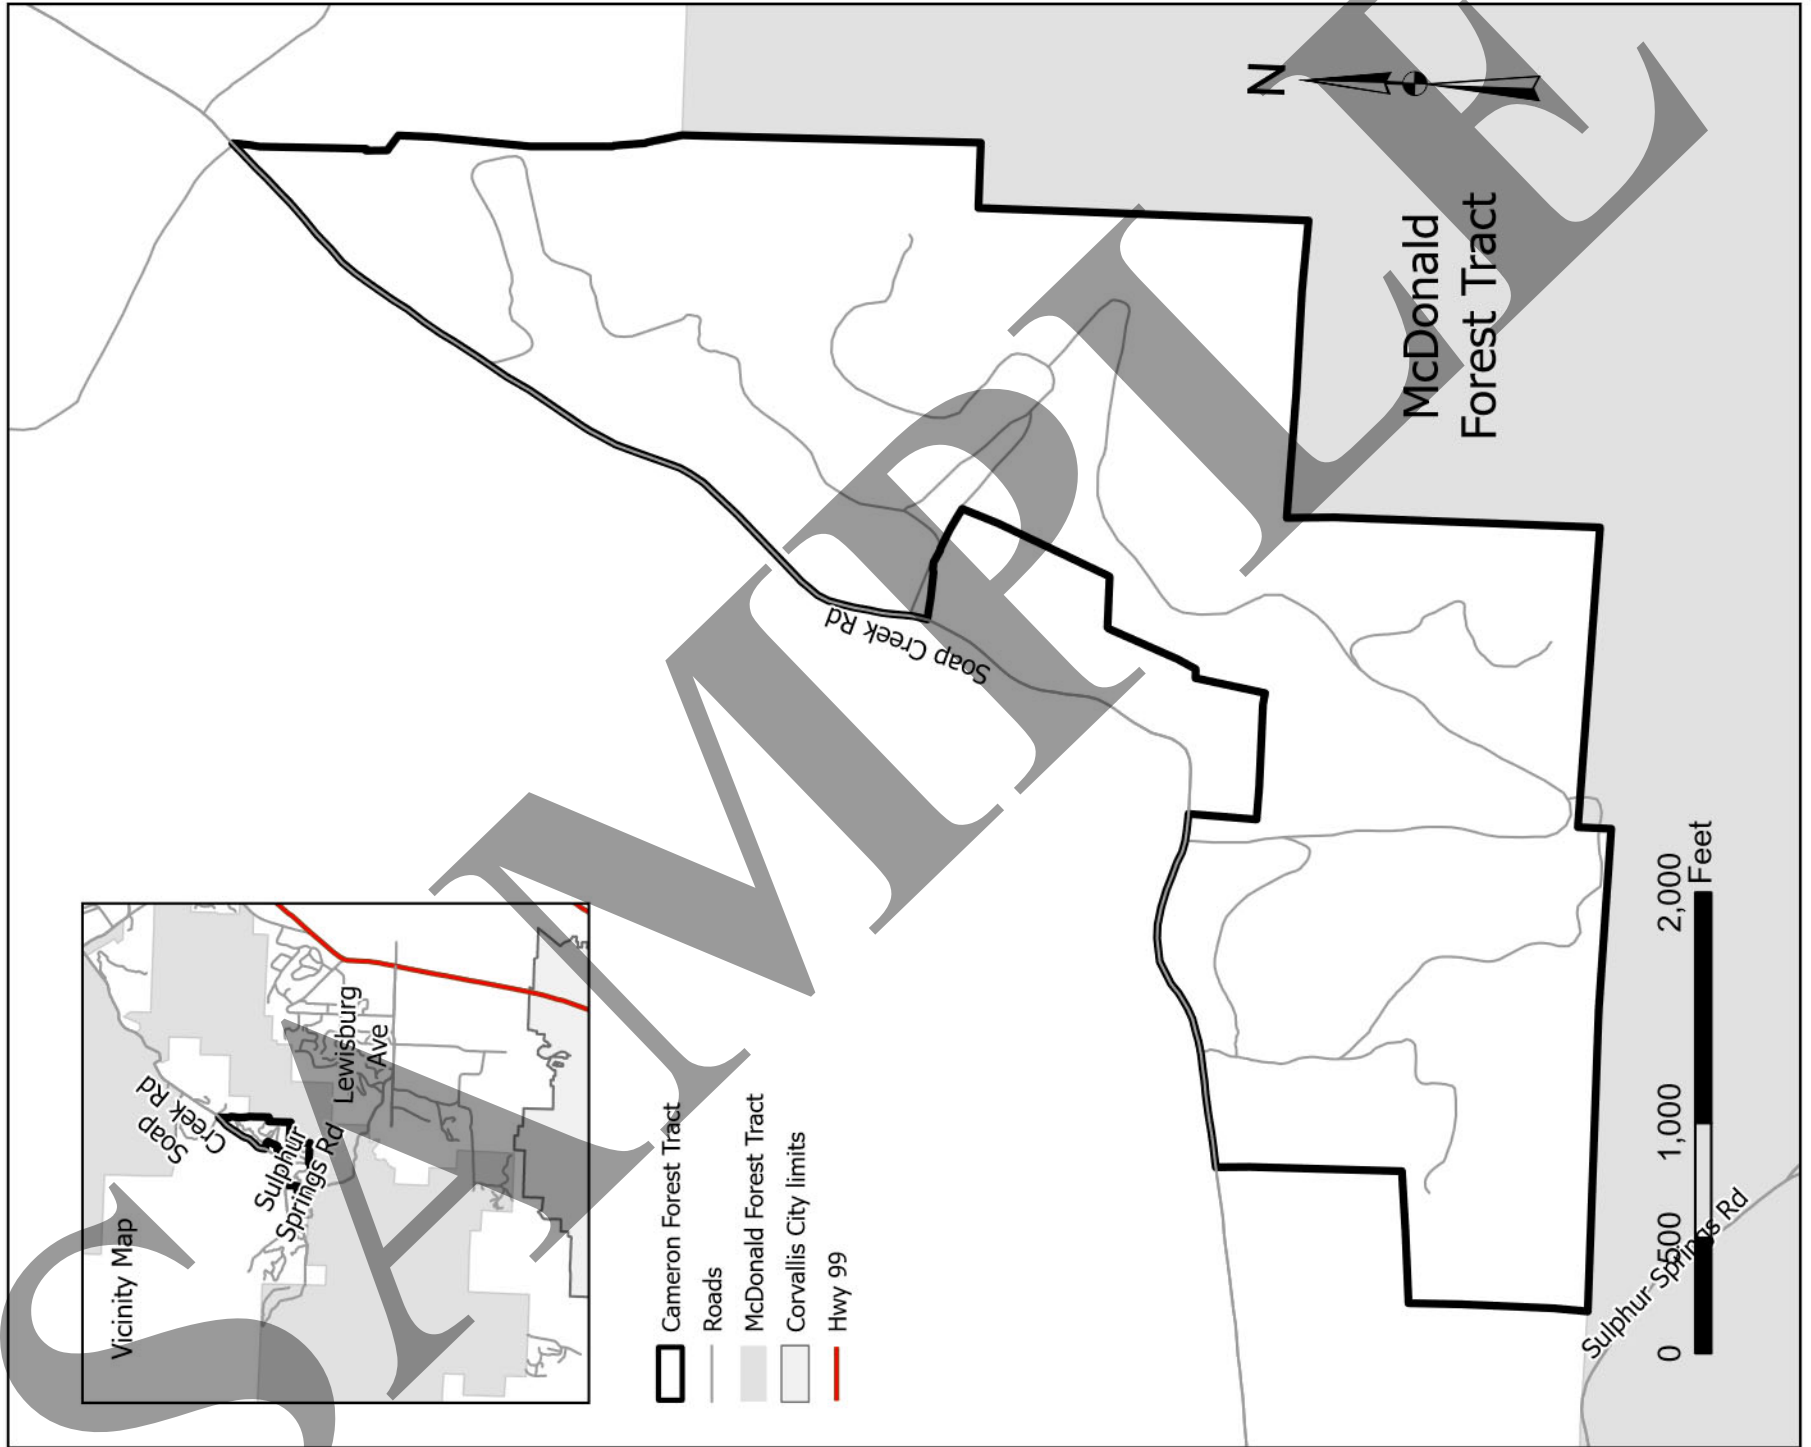 SAMPLE
Vicinity Map
Soap
Creek Rd
Sulphur
Springs Rd
Lewisburg
Ave
Cameron Forest Tract
Roads
McDonald Forest Tract
Corvallis City limits
Hwy 99
Soap Creek Rd
N
McDonald
Forest Tract
Sulphur Springs Rd
0 500 1,000 2,000
Feet